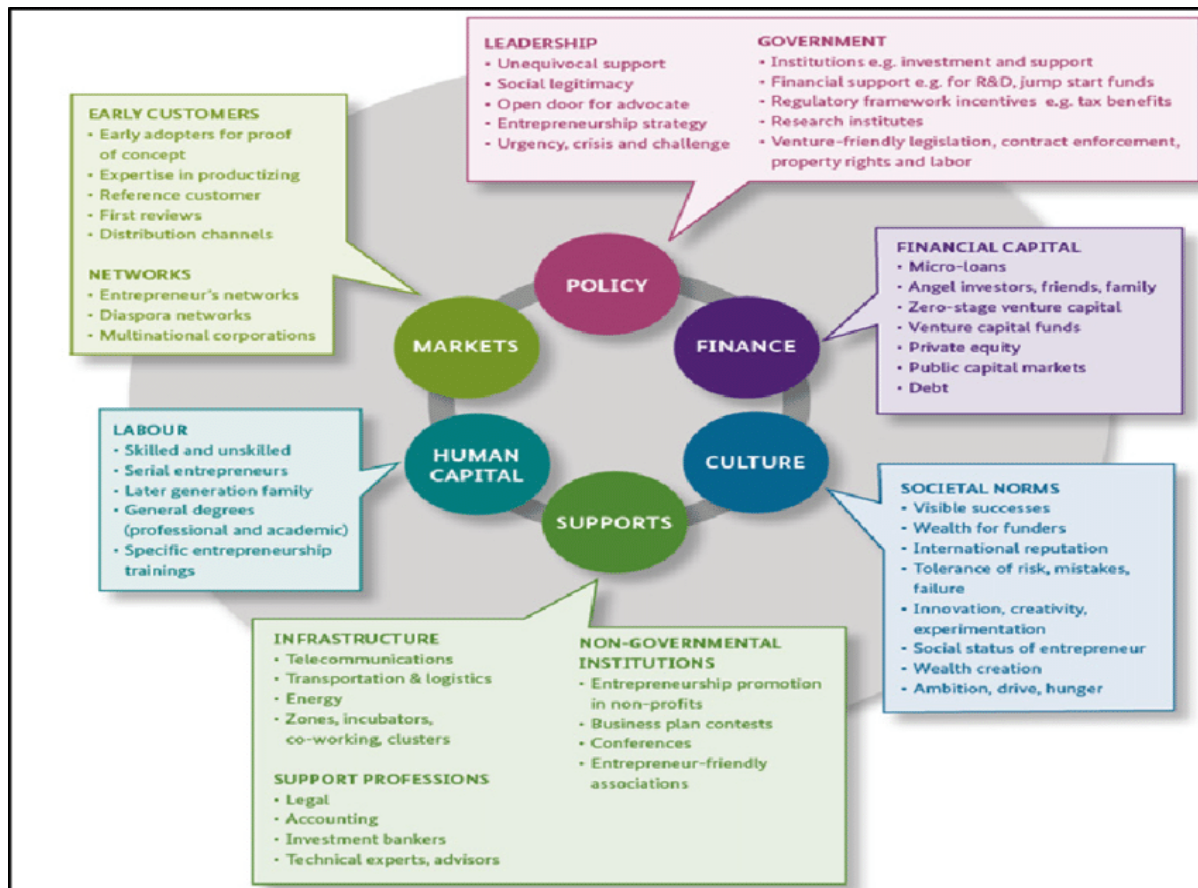 LEADERSHIP
• Unequivocal support
• Social legitimacy
• Open door for advocate
• Entrepreneurship strategy
• Urgency, crisis and challenge
GOVERNMENT
• Institutions e.g. investment and support
• Financial support e.g. for R&D, jump start funds
• Regulatory framework incentives e.g. tax benefits
• Research institutes
• Venture-friendly legislation, contract enforcement,
property rights and labor
EARLY CUSTOMERS
• Early adopters for proof
of concept
• Expertise in productizing
• Reference customer
• First reviews
• Distribution channels
NETWORKS
• Entrepreneur's networks
• Diaspora networks
• Multinational corporations
POLICY
MARKETS
FINANCE
HUMAN
CAPITAL
CULTURE
SUPPORTS
FINANCIAL CAPITAL
• Micro-loans
• Angel investors, friends, family
• Zero-stage venture capital
• Venture capital funds
• Private equity
• Public capital markets
• Debt
LABOUR
• Skilled and unskilled
• Serial entrepreneurs
• Later generation family
• General degrees
(professional and academic)
• Specific entrepreneurship
trainings
SOCIETAL NORMS
• Visible successes
• Wealth for funders
• International reputation
• Tolerance of risk, mistakes,
failure
• Innovation, creativity,
experimentation
• Social status of entrepreneur
• Wealth creation
• Ambition, drive, hunger
INFRASTRUCTURE
• Telecommunications
• Transportation & logistics
• Energy
• Zones, incubators,
co-working, clusters
SUPPORT PROFESSIONS
• Legal
• Accounting
• Investment bankers
• Technical experts, advisors
NON-GOVERNMENTAL
INSTITUTIONS
• Entrepreneurship promotion
in non-profits
• Business plan contests
• Conferences
• Entrepreneur-friendly
associations